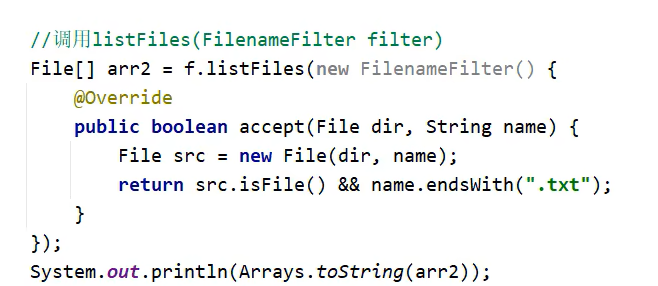 //调用listFiles(FilenameFilter filter)
File[] arr2 = f.listFiles(new FilenameFilter() {
    @Override
    public boolean accept(File dir, String name) {
        File src = new File(dir, name);
        return src.isFile() && name.endsWith(".txt");
    }
});
System.out.println(Arrays.toString(arr2));